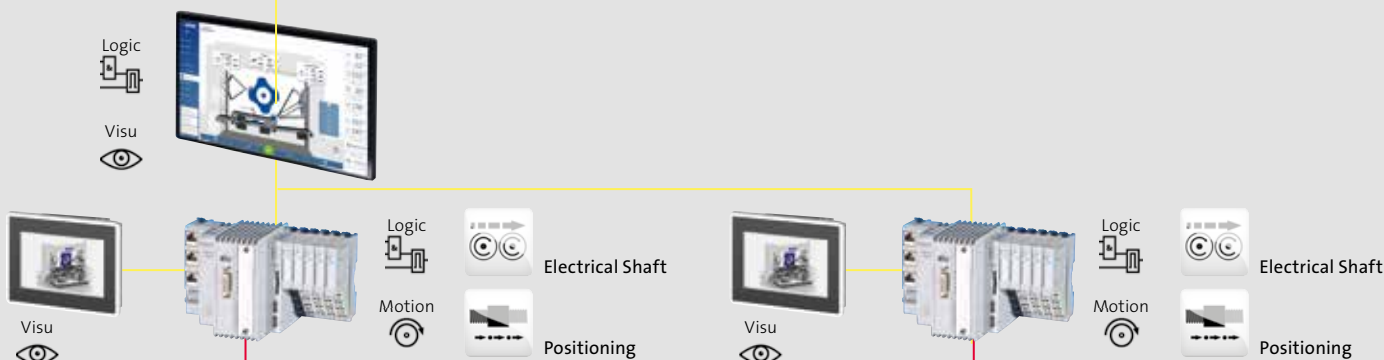 Logic
Visu
Logic
Electrical Shaft
Motion
Visu
Positioning
Logic
Electrical Shaft
Motion
Visu
Positioning